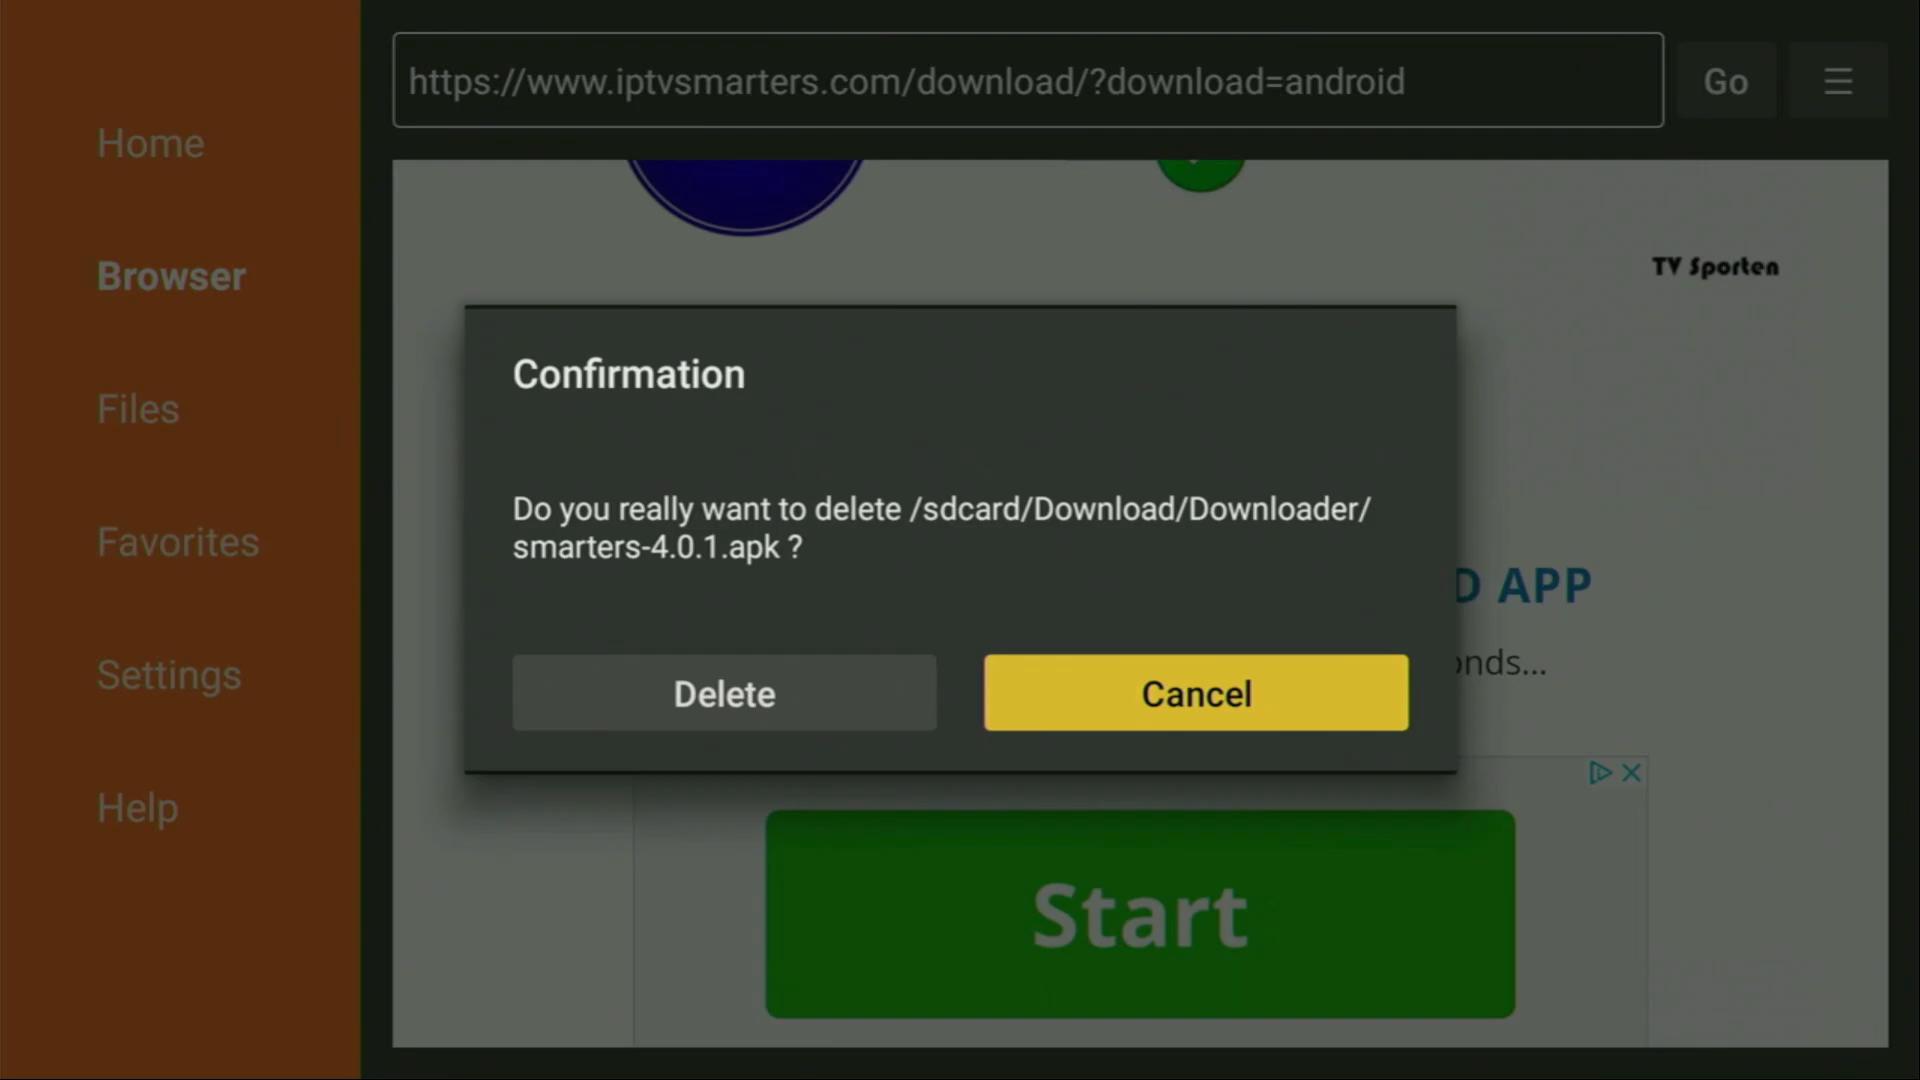 https://www.iptvsmarters.com/download/?download=android
Go
Home
Browser
Files
Favorites
Settings
Help
TV Sporten
Confirmation
Do you really want to delete /sdcard/Download/Downloader/
smarters-4.0.1.apk ?
Delete
Cancel
APP
Start